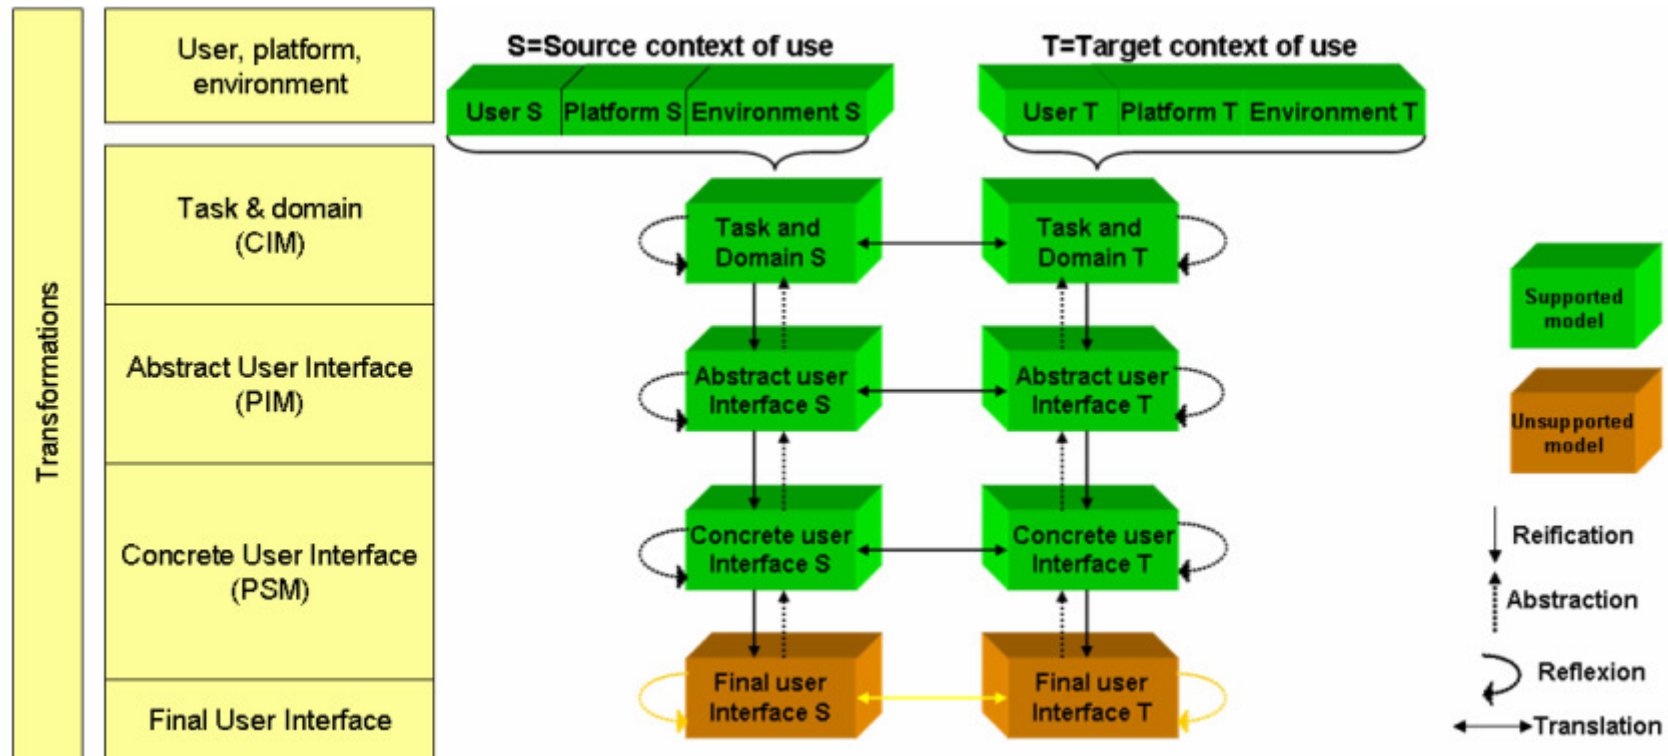 Transformations
User, platform,
environment
Task & domain
(CIM)
Abstract User Interface
(PIM)
Concrete User Interface
(PSM)
Final User Interface
S=Source context of use
User S
Platform S
Environment S
T=Target context of use
User T
Platform T
Environment T
Task and
Domain S
Task and
Domain T
Abstract user
Interface S
Abstract user
Interface T
Concrete user
Interface S
Concrete user
Interface T
Final user
Interface S
Final user
Interface T
Supported
model
Unsupported
model
Reification
Abstraction
Reflexion
Translation